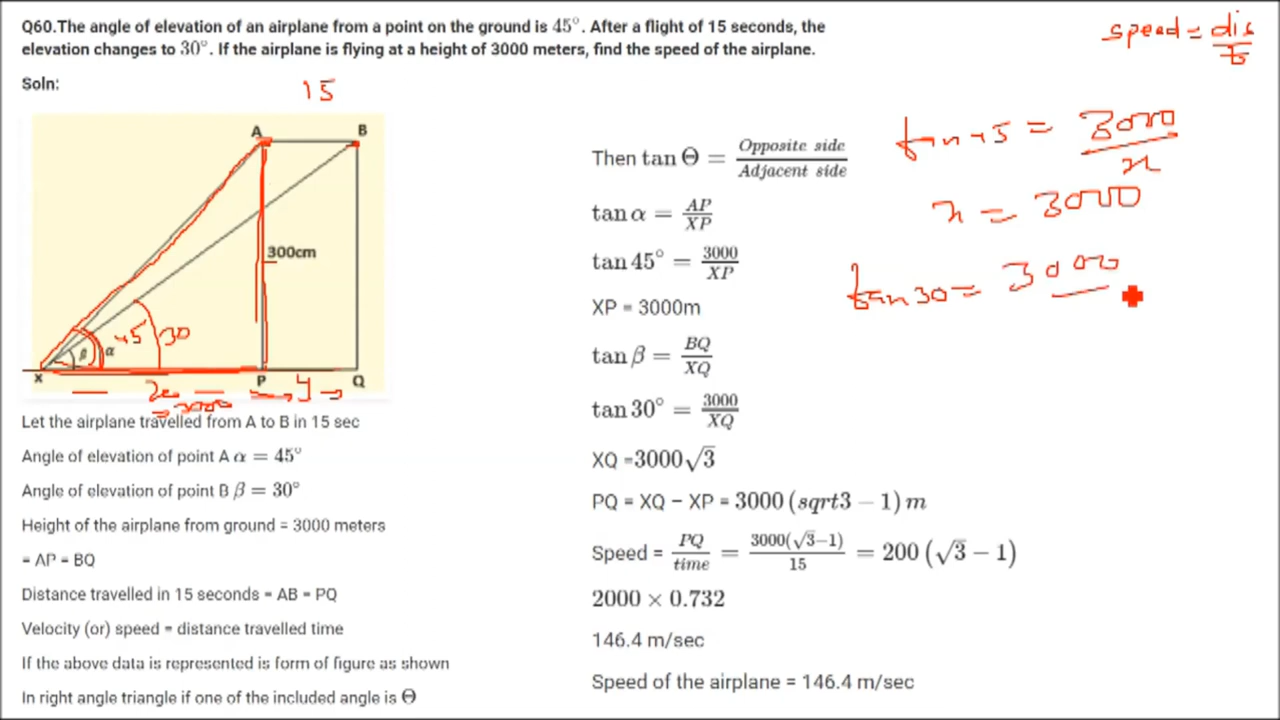 Q60.The angle of elevation of an airplane from a point on the ground is 45°. After a flight of 15 seconds, the
elevation changes to 30°. If the airplane is flying at a height of 3000 meters, find the speed of the airplane.
speed = dis/t
Soln:
15
A
B
300cm
45
30
β
α
X
P
Q
x
= 3000
y
Let the airplane travelled from A to B in 15 sec
Angle of elevation of point A α = 45°
Angle of elevation of point B β = 30°
Height of the airplane from ground = 3000 meters
= AP = BQ
Distance travelled in 15 seconds = AB = PQ
Velocity (or) speed = distance travelled time
If the above data is represented is form of figure as shown
In right angle triangle if one of the included angle is Θ
Then tan Θ = Opposite side/Adjacent side
tan α = AP/XP
tan 45° = 3000/XP
XP = 3000m
tan β = BQ/XQ
tan 30° = 3000/XQ
XQ =3000√3
PQ = XQ − XP = 3000 (sqrt3 − 1) m
Speed = PQ/time = 3000(√3−1)/15 = 200 (√3 − 1)
2000 × 0.732
146.4 m/sec
Speed of the airplane = 146.4 m/sec
tan 45 = 3000/x
x = 3000
tan 30 = 3000